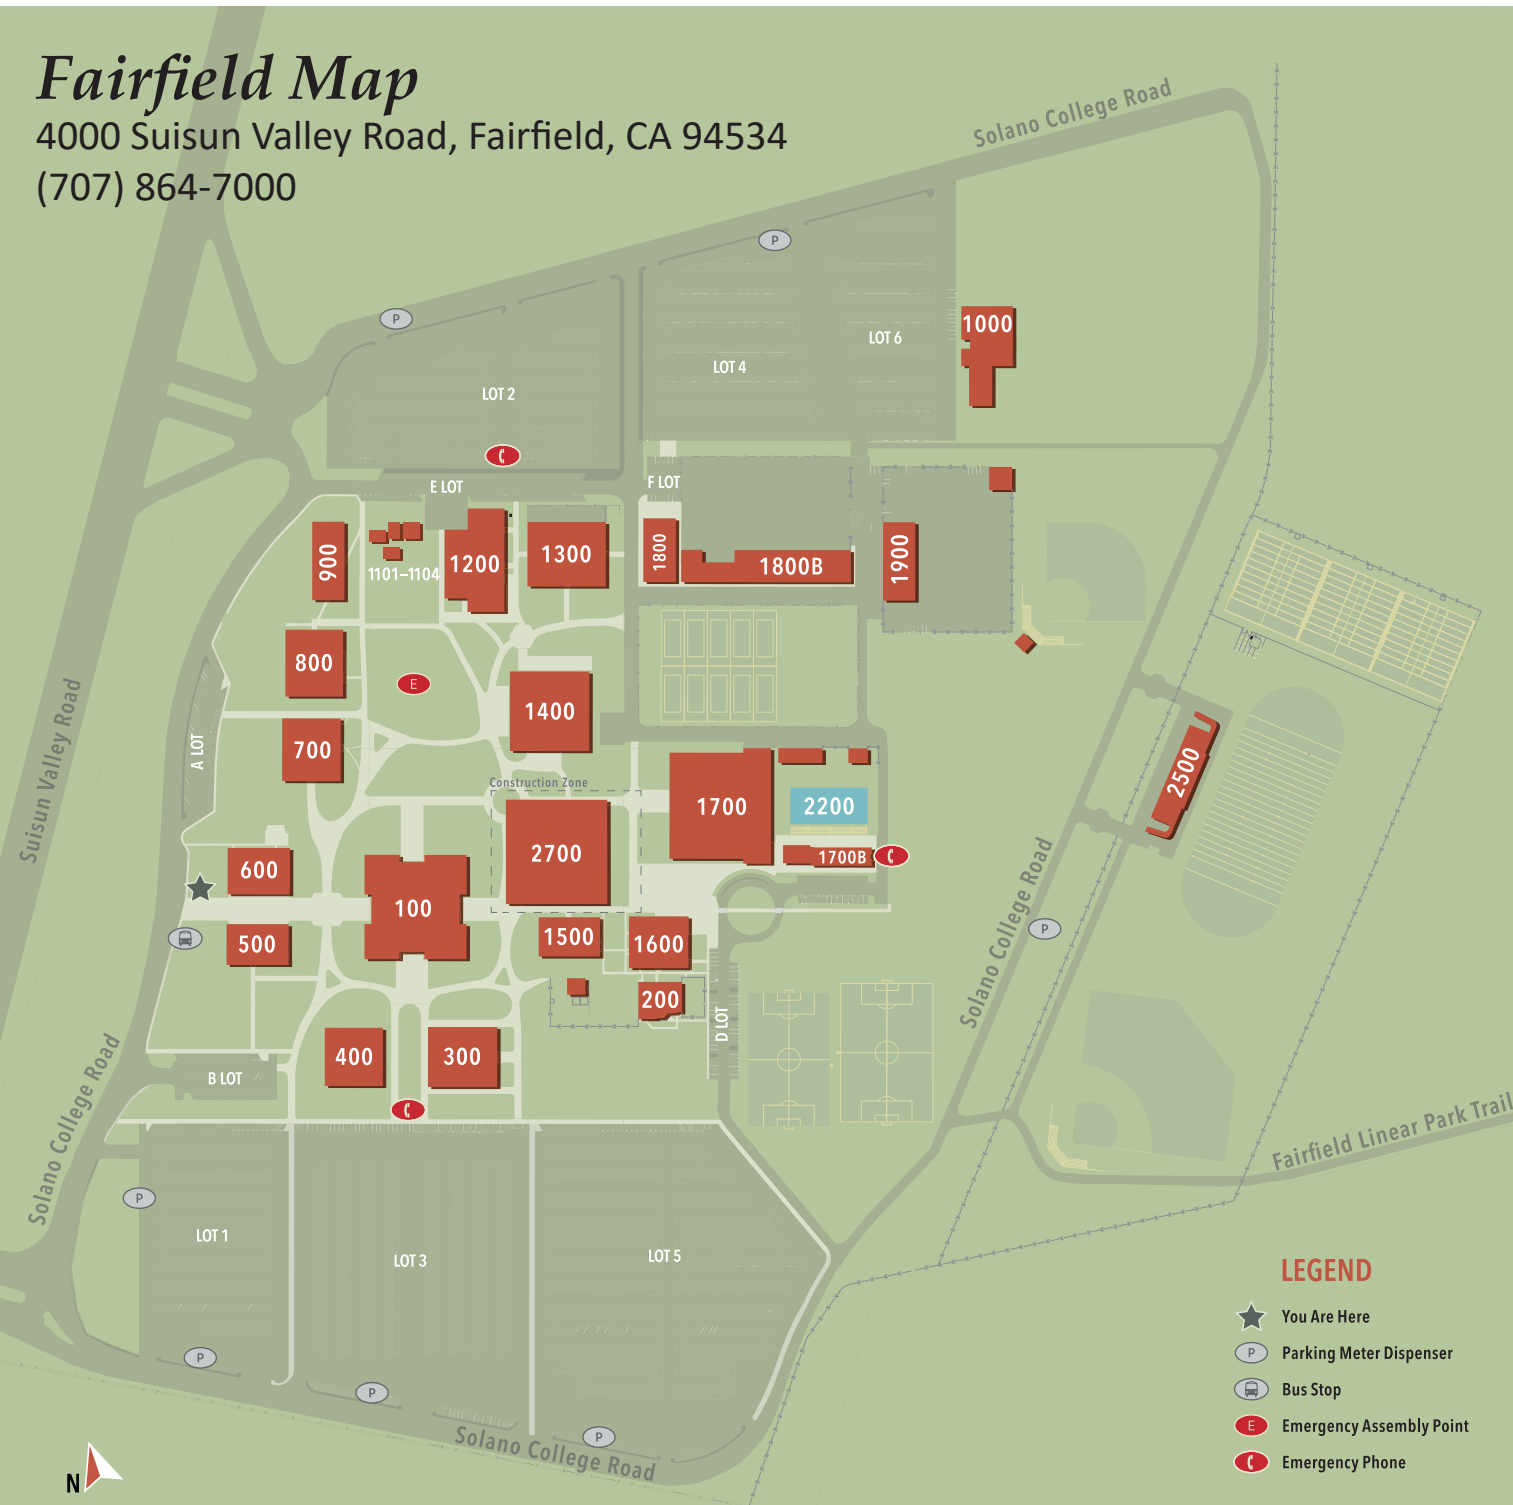 Fairfield Map
4000 Suisun Valley Road, Fairfield, CA 94534
(707) 864-7000
Solano College Road
P
P
LOT 6
1000
LOT 4
LOT 2
E LOT
F LOT
900
1101–1104
1200
1300
1800
1800B
1900
800
E
1400
700
A LOT
Suisun Valley Road
Construction Zone
2500
1700
2200
2700
1700B
600
100
500
1500
1600
Solano College Road
P
200
D LOT
400
300
B LOT
Solano College Road
Fairfield Linear Park Trail
P
LOT 1
LOT 3
LOT 5
P
P
P
Solano College Road
N
LEGEND
You Are Here
P Parking Meter Dispenser
Bus Stop
E Emergency Assembly Point
Emergency Phone